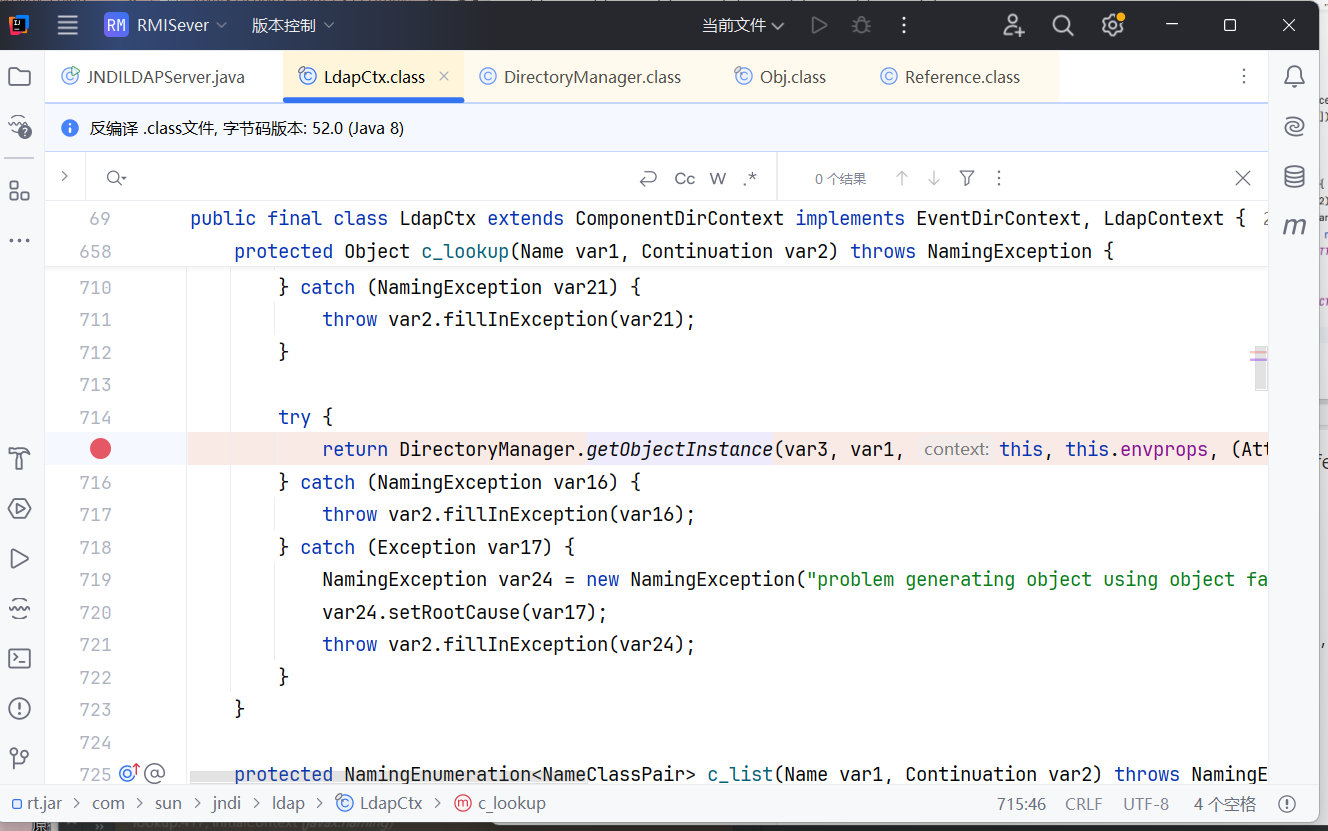 RM RMISever 版本控制 当前文件
JNDILDAPServer.java LdapCtx.class DirectoryManager.class Obj.class Reference.class
反编译 .class文件, 字节码版本: 52.0 (Java 8)
Cc W .* 0 个结果
69 public final class LdapCtx extends ComponentDirContext implements EventDirContext, LdapContext { 2
658 protected Object c_lookup(Name var1, Continuation var2) throws NamingException {
710 } catch (NamingException var21) {
711 throw var2.fillInException(var21);
712 }
713
714 try {
return DirectoryManager.getObjectInstance(var3, var1, context: this, this.envprops, (Att
716 } catch (NamingException var16) {
717 throw var2.fillInException(var16);
718 } catch (Exception var17) {
719 NamingException var24 = new NamingException("problem generating object using object fa
720 var24.setRootCause(var17);
721 throw var2.fillInException(var24);
722 }
723 }
724
725 protected NamingEnumeration<NameClassPair> c_list(Name var1, Continuation var2) throws NamingE
rt.jar com sun jndi ldap LdapCtx c_lookup 715:46 CRLF UTF-8 4 个空格